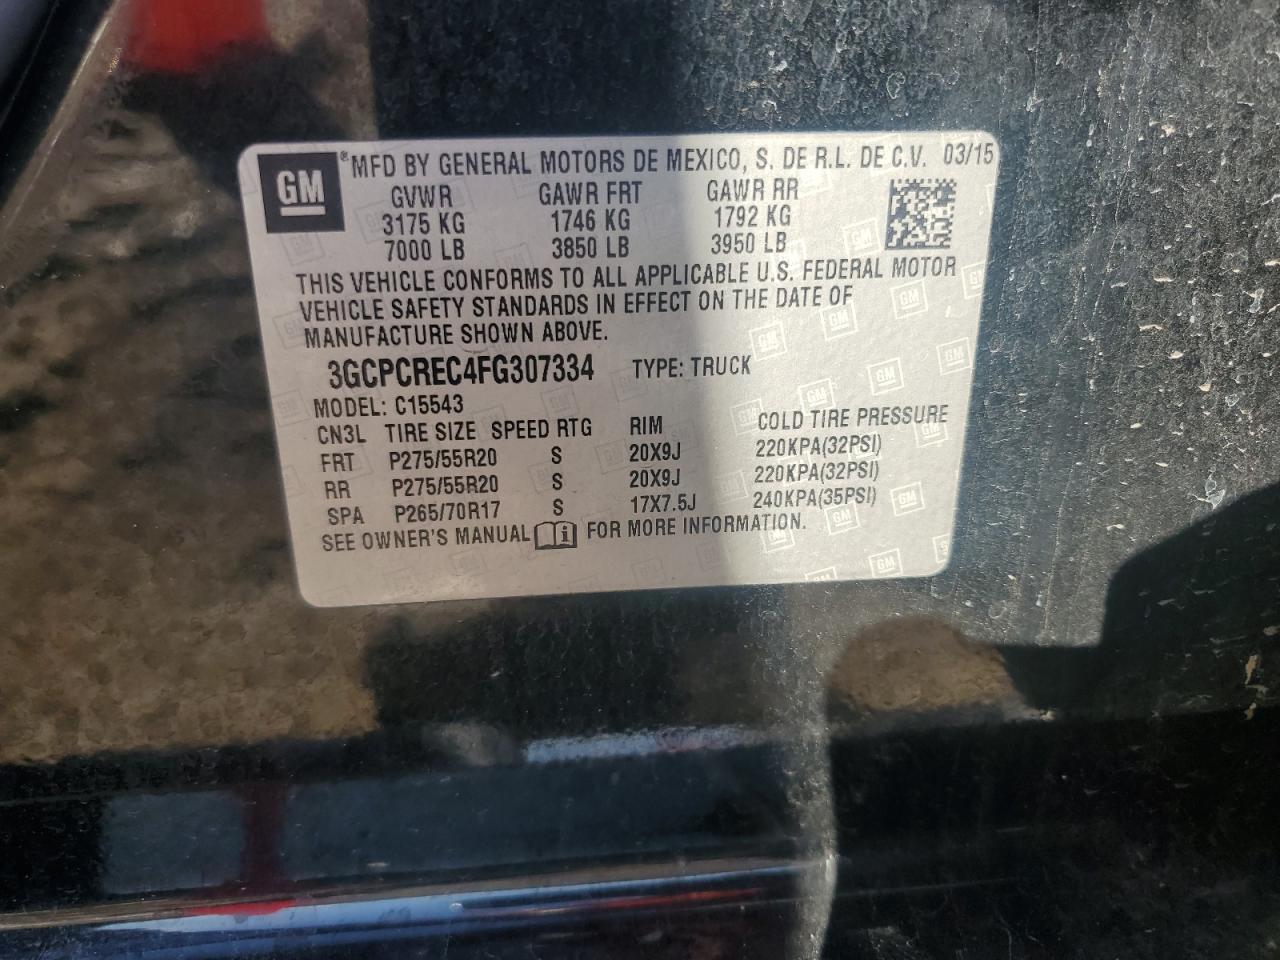 GM ® MFD BY GENERAL MOTORS DE MEXICO, S. DE R.L. DE C.V. 03/15
GVWR GAWR FRT GAWR RR
3175 KG 1746 KG 1792 KG
7000 LB 3850 LB 3950 LB
THIS VEHICLE CONFORMS TO ALL APPLICABLE U.S. FEDERAL MOTOR
VEHICLE SAFETY STANDARDS IN EFFECT ON THE DATE OF
MANUFACTURE SHOWN ABOVE.
3GCPCREC4FG307334 TYPE: TRUCK
MODEL: C15543
CN3L TIRE SIZE SPEED RTG RIM COLD TIRE PRESSURE
FRT P275/55R20 S 20X9J 220KPA(32PSI)
RR P275/55R20 S 20X9J 220KPA(32PSI)
SPA P265/70R17 S 17X7.5J 240KPA(35PSI)
SEE OWNER'S MANUAL i FOR MORE INFORMATION.